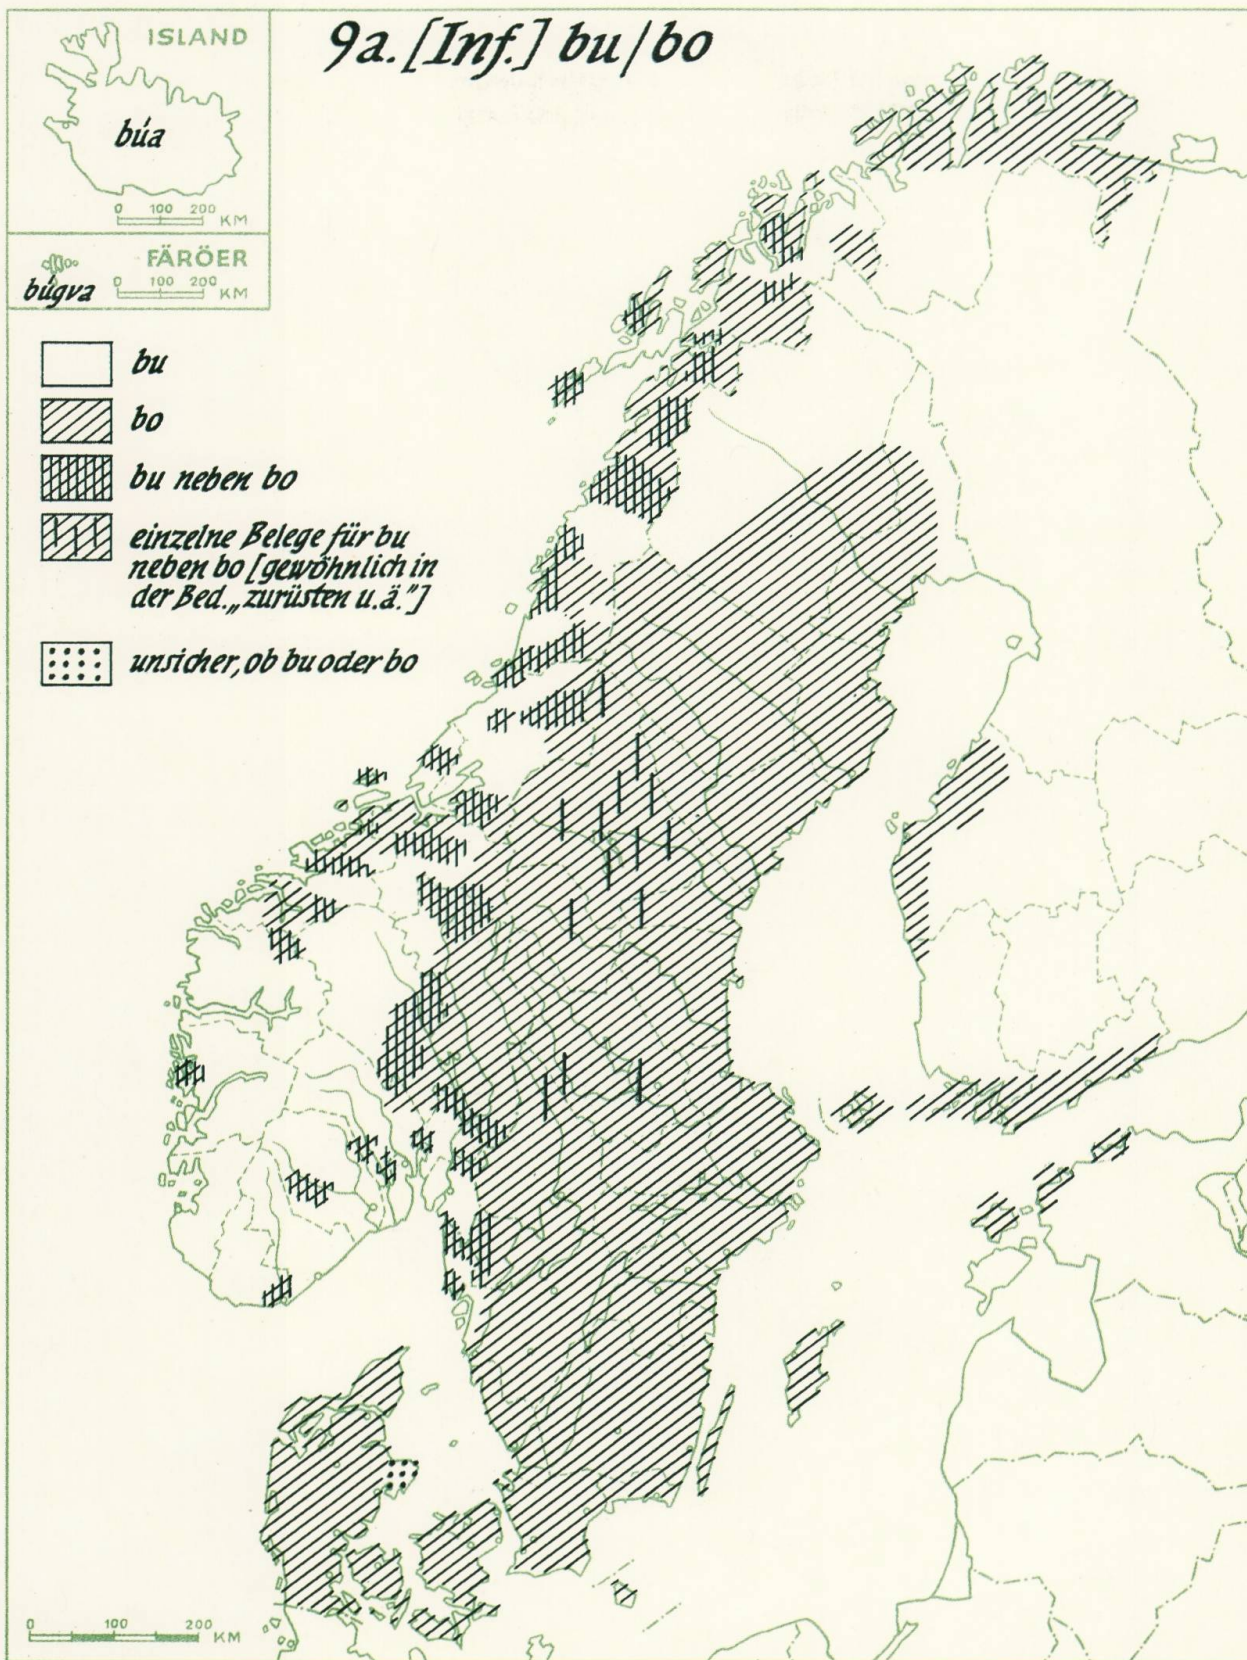 9a. [Inf.] bu/bo
ISLAND
búa
0 100 200 KM
FÄRÖER
búgva
0 100 200 KM
bu
bo
bu neben bo
einzelne Belege für bu
neben bo [gewöhnlich in
der Bed. „zurüsten u.ä.”]
unsicher, ob bu oder bo
0 100 200 KM